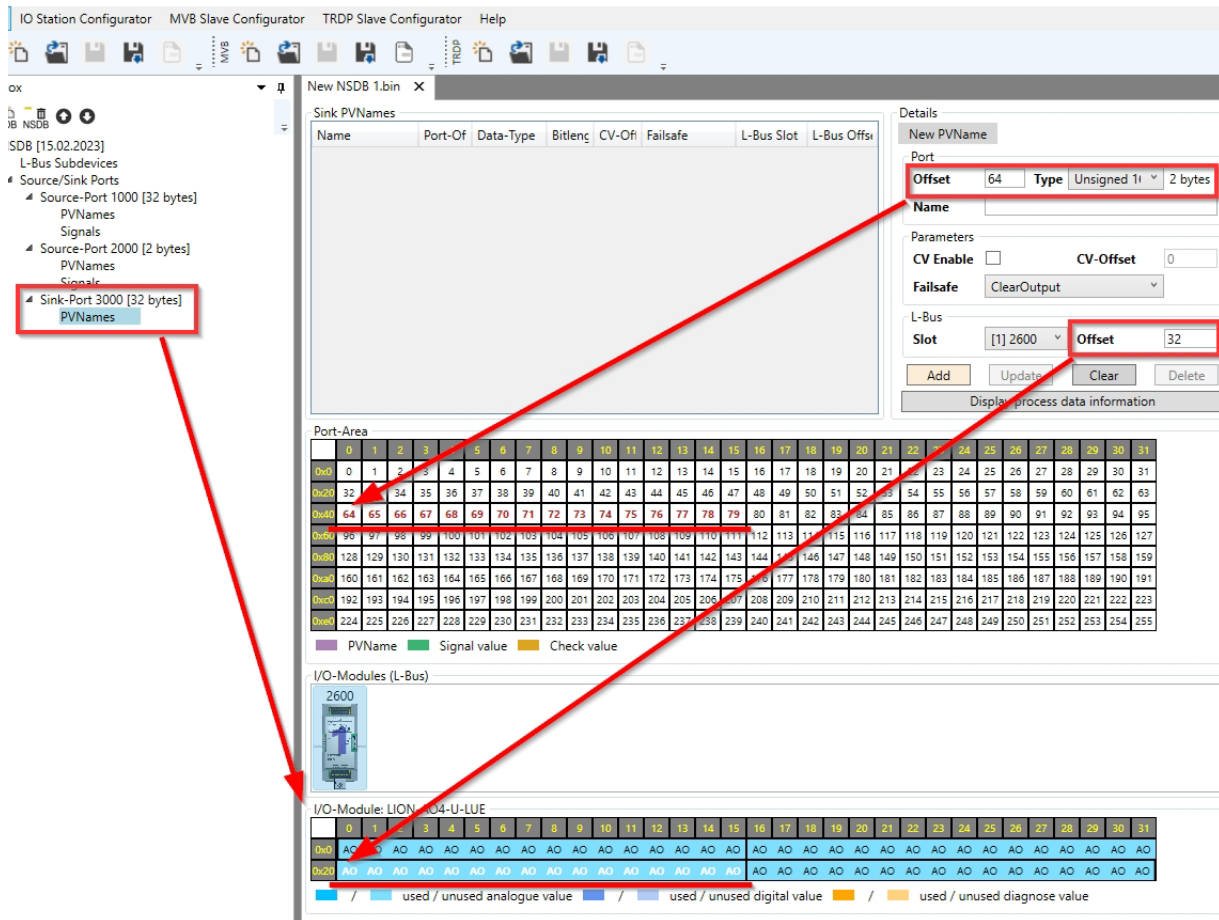 IO Station Configurator MVB Slave Configurator TRDP Slave Configurator Help
MVB TRDP
ox
DB NSDB
SDB [15.02.2023]
L-Bus Subdevices
Source/Sink Ports
Source-Port 1000 [32 bytes]
PVNames
Signals
Source-Port 2000 [2 bytes]
PVNames
Signals
Sink-Port 3000 [32 bytes]
PVNames
New NSDB 1.bin X
Sink PVNames
Name Port-Of Data-Type Bitleng CV-Off Failsafe L-Bus Slot L-Bus Offse
Details
New PVName
Port
Offset 64 Type Unsigned 1 2 bytes
Name
Parameters
CV Enable CV-Offset 0
Failsafe ClearOutput
L-Bus
Slot [1] 2600 Offset 32
Add Update Clear Delete
Display process data information
Port-Area
0 1 2 3 5 6 7 8 9 10 11 12 13 14 15 16 17 18 19 20 21 22 23 24 25 26 27 28 29 30 31
0x0 0 1 2 3 4 5 6 7 8 9 10 11 12 13 14 15 16 17 18 19 20 21 22 23 24 25 26 27 28 29 30 31
0x20 32 34 35 36 37 38 39 40 41 42 43 44 45 46 47 48 49 50 51 52 53 54 55 56 57 58 59 60 61 62 63
0x40 64 65 66 67 68 69 70 71 72 73 74 75 76 77 78 79 80 81 82 83 84 85 86 87 88 89 90 91 92 93 94 95
0x60 96 97 98 99 100 101 102 103 104 105 106 107 108 109 110 111 112 113 114 115 116 117 118 119 120 121 122 123 124 125 126 127
0x80 128 129 130 131 132 133 134 135 136 137 138 139 140 141 142 143 144 145 146 147 148 149 150 151 152 153 154 155 156 157 158 159
0xa0 160 161 162 163 164 165 166 167 168 169 170 171 172 173 174 175 176 177 178 179 180 181 182 183 184 185 186 187 188 189 190 191
0xc0 192 193 194 195 196 197 198 199 200 201 202 203 204 205 206 207 208 209 210 211 212 213 214 215 216 217 218 219 220 221 222 223
0xe0 224 225 226 227 228 229 230 231 232 233 234 235 236 237 238 239 240 241 242 243 244 245 246 247 248 249 250 251 252 253 254 255
PVName Signal value Check value
I/O-Modules (L-Bus)
2600
1
I/O-Module: LION-AO4-U-LUE
0 1 2 3 4 5 6 7 8 9 10 11 12 13 14 15 16 17 18 19 20 21 22 23 24 25 26 27 28 29 30 31
0x0 AO AO AO AO AO AO AO AO AO AO AO AO AO AO AO AO AO AO AO AO AO AO AO AO AO AO AO AO AO AO AO AO
0x20 AO AO AO AO AO AO AO AO AO AO AO AO AO AO AO AO AO AO AO AO AO AO AO AO AO AO AO AO AO AO AO AO
/ used / unused analogue value / used / unused digital value / used / unused diagnose value